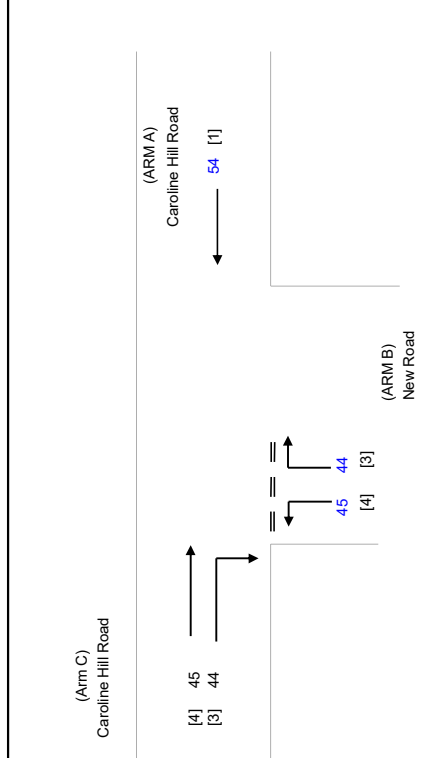 (ARM A)
Caroline Hill Road
54 [1]
(Arm C)
Caroline Hill Road
[4] 45
[3] 44
45 44
[4] [3]
(ARM B)
New Road